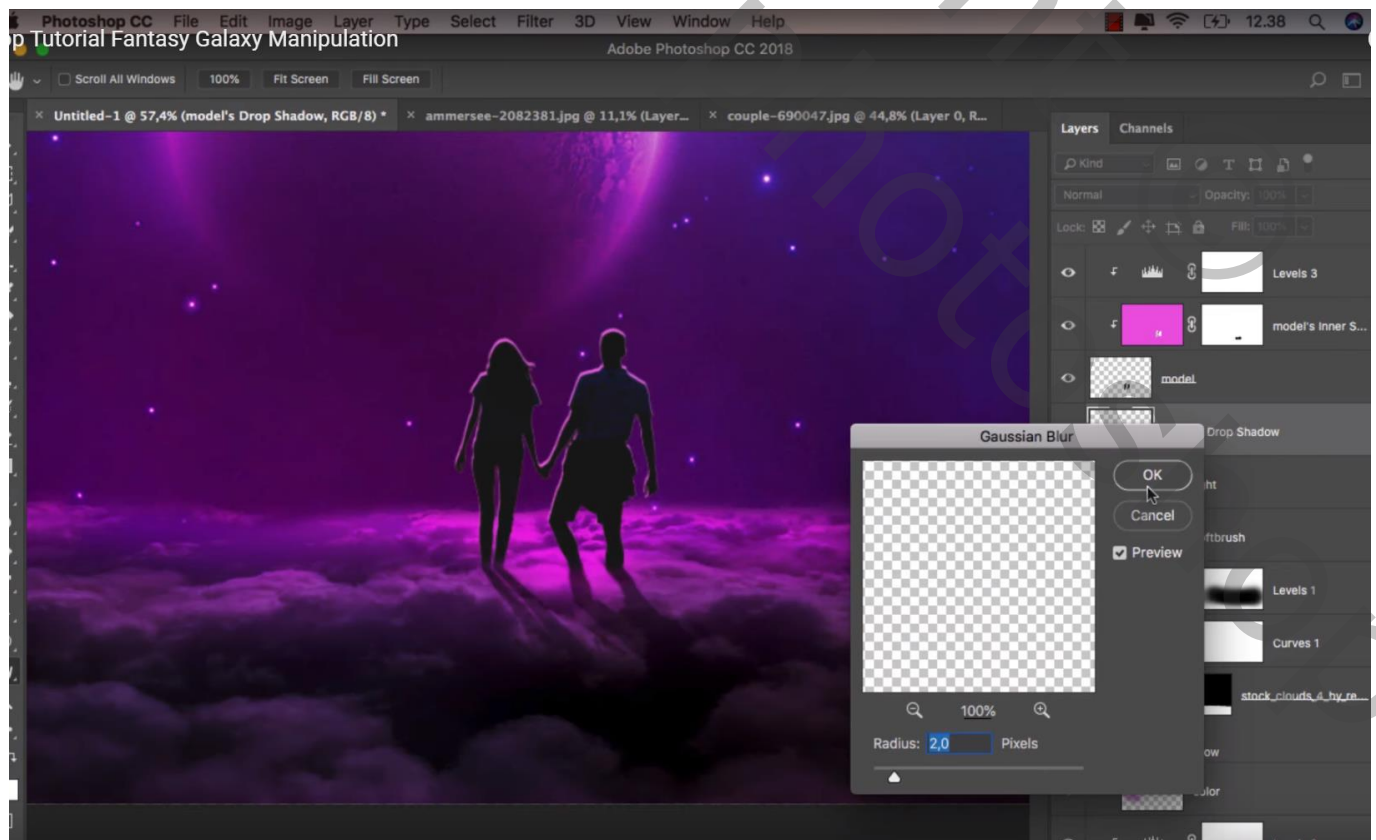 Photoshop CC File Edit Image Layer Type Select Filter 3D View Window Help 12.38
p Tutorial Fantasy Galaxy Manipulation
Adobe Photoshop CC 2018
Scroll All Windows 100% Fit Screen Fill Screen
× Untitled-1 @ 57,4% (model's Drop Shadow, RGB/8) * × ammersee-2082381.jpg @ 11,1% (Layer... × couple-690047.jpg @ 44,8% (Layer 0, R...
Layers Channels
Kind
Normal Opacity: 100%
Lock: Fill: 100%
Levels 3
model's Inner S...
model
Drop Shadow
Gaussian Blur
OK
Cancel
Preview
100%
Radius: 2,0 Pixels
ht
ftbrush
Levels 1
Curves 1
stock_clouds_4_hy_re...
ow
olor